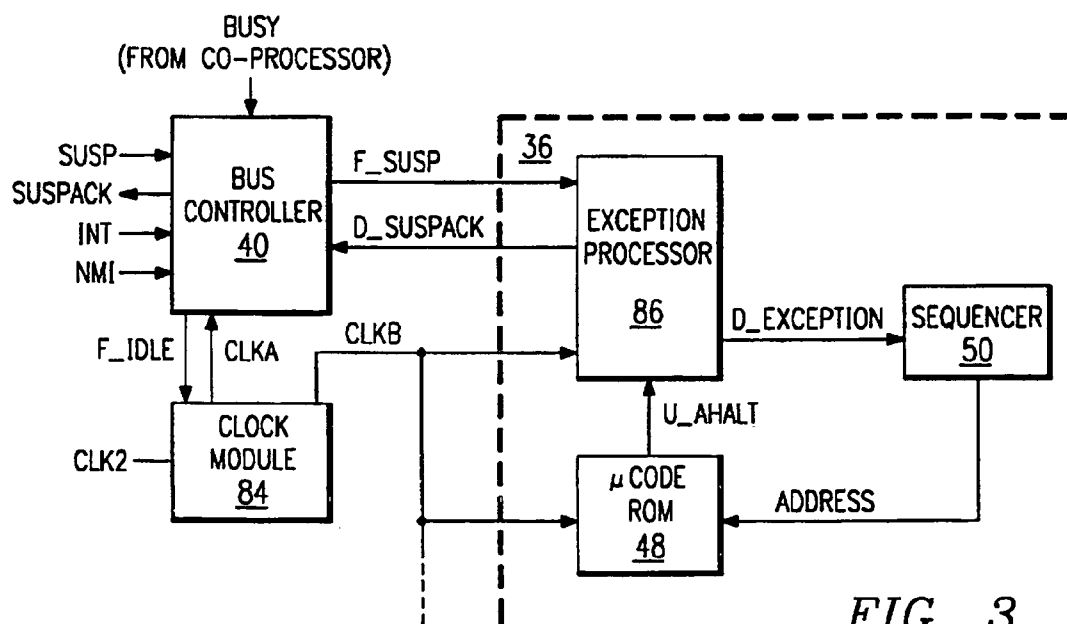 BUSY
(FROM CO-PROCESSOR)
SUSP
SUSPACK
INT
NMI
BUS
CONTROLLER
40
F_SUSP
D_SUSPACK
36
EXCEPTION
PROCESSOR
86
D_EXCEPTION
SEQUENCER
50
F_IDLE
CLKA
CLKB
U_AHALT
CLK2
CLOCK
MODULE
84
μCODE
ROM
48
ADDRESS
FIG. 3